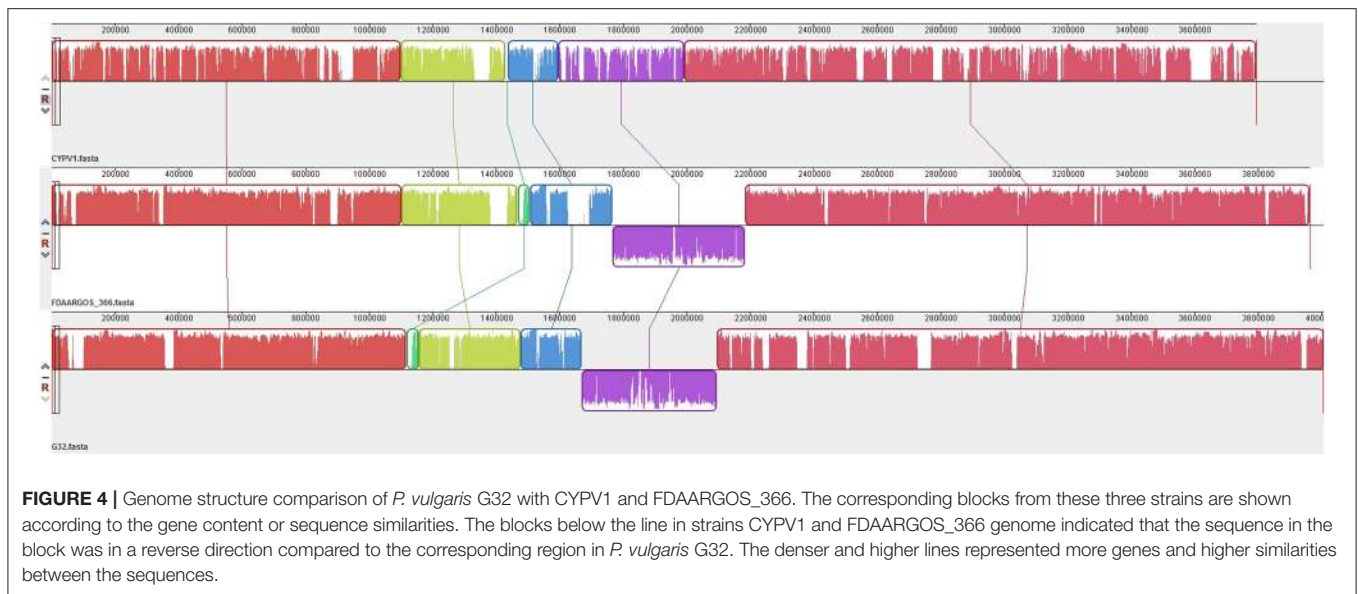 200000 400000 600000 800000 1000000 1200000 1400000 1600000 1800000 2000000 2200000 2400000 2600000 2800000 3000000 3200000 3400000 3600000
R
CYPV1.fasta
200000 400000 600000 800000 1000000 1200000 1400000 1600000 1800000 2000000 2200000 2400000 2600000 2800000 3000000 3200000 3400000 3600000 3800000
R
FDAARGOS_366.fasta
200000 400000 600000 800000 1000000 1200000 1400000 1600000 1800000 2000000 2200000 2400000 2600000 2800000 3000000 3200000 3400000 3600000 3800000 40000
R
G32.fasta
FIGURE 4 | Genome structure comparison of P. vulgaris G32 with CYPV1 and FDAARGOS_366. The corresponding blocks from these three strains are shown
according to the gene content or sequence similarities. The blocks below the line in strains CYPV1 and FDAARGOS_366 genome indicated that the sequence in the
block was in a reverse direction compared to the corresponding region in P. vulgaris G32. The denser and higher lines represented more genes and higher similarities
between the sequences.